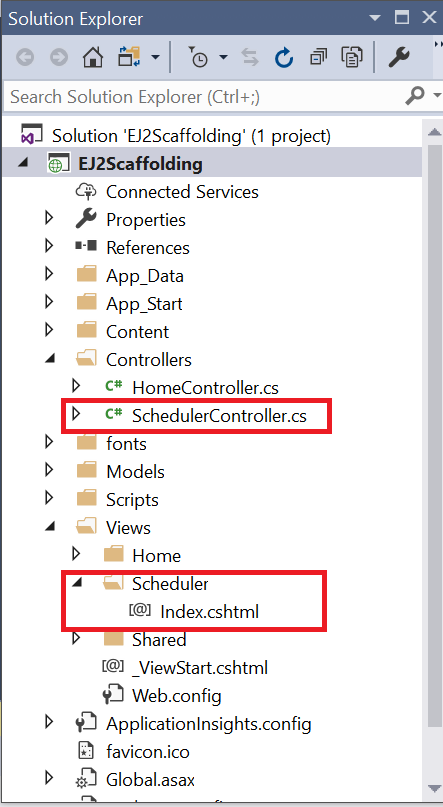 Solution Explorer
Search Solution Explorer (Ctrl+;)
Solution 'EJ2Scaffolding' (1 project)
EJ2Scaffolding
Connected Services
Properties
References
App_Data
App_Start
Content
Controllers
C# HomeController.cs
C# SchedulerController.cs
fonts
Models
Scripts
Views
Home
Scheduler
[@] Index.cshtml
Shared
[@] _ViewStart.cshtml
Web.config
ApplicationInsights.config
favicon.ico
Global.asax